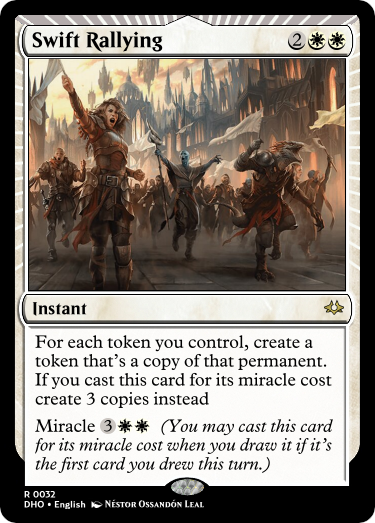 Swift Rallying 2
Instant
For each token you control, create a
token that's a copy of that permanent.
If you cast this card for its miracle cost
create 3 copies instead
Miracle 3 (You may cast this card
for its miracle cost when you draw it if it's
the first card you drew this turn.)
R 0032
DHO • English Néstor Ossandón Leal